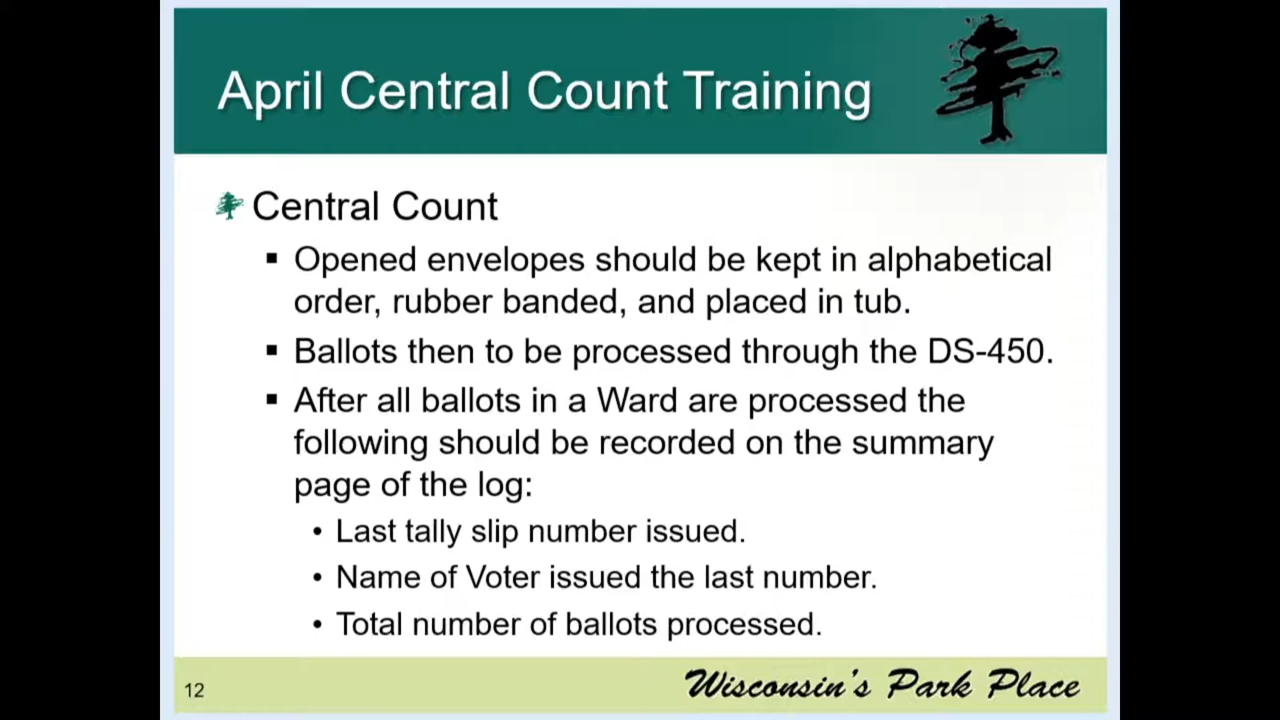 April Central Count Training
Central Count
▪ Opened envelopes should be kept in alphabetical
order, rubber banded, and placed in tub.
▪ Ballots then to be processed through the DS-450.
▪ After all ballots in a Ward are processed the
following should be recorded on the summary
page of the log:
• Last tally slip number issued.
• Name of Voter issued the last number.
• Total number of ballots processed.
12
Wisconsin's Park Place